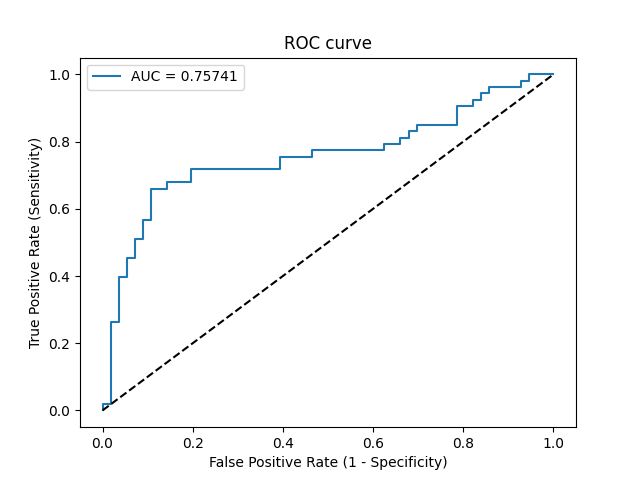 ROC curve
AUC = 0.75741
True Positive Rate (Sensitivity)
1.0
0.8
0.6
0.4
0.2
0.0
0.0 0.2 0.4 0.6 0.8 1.0
False Positive Rate (1 - Specificity)